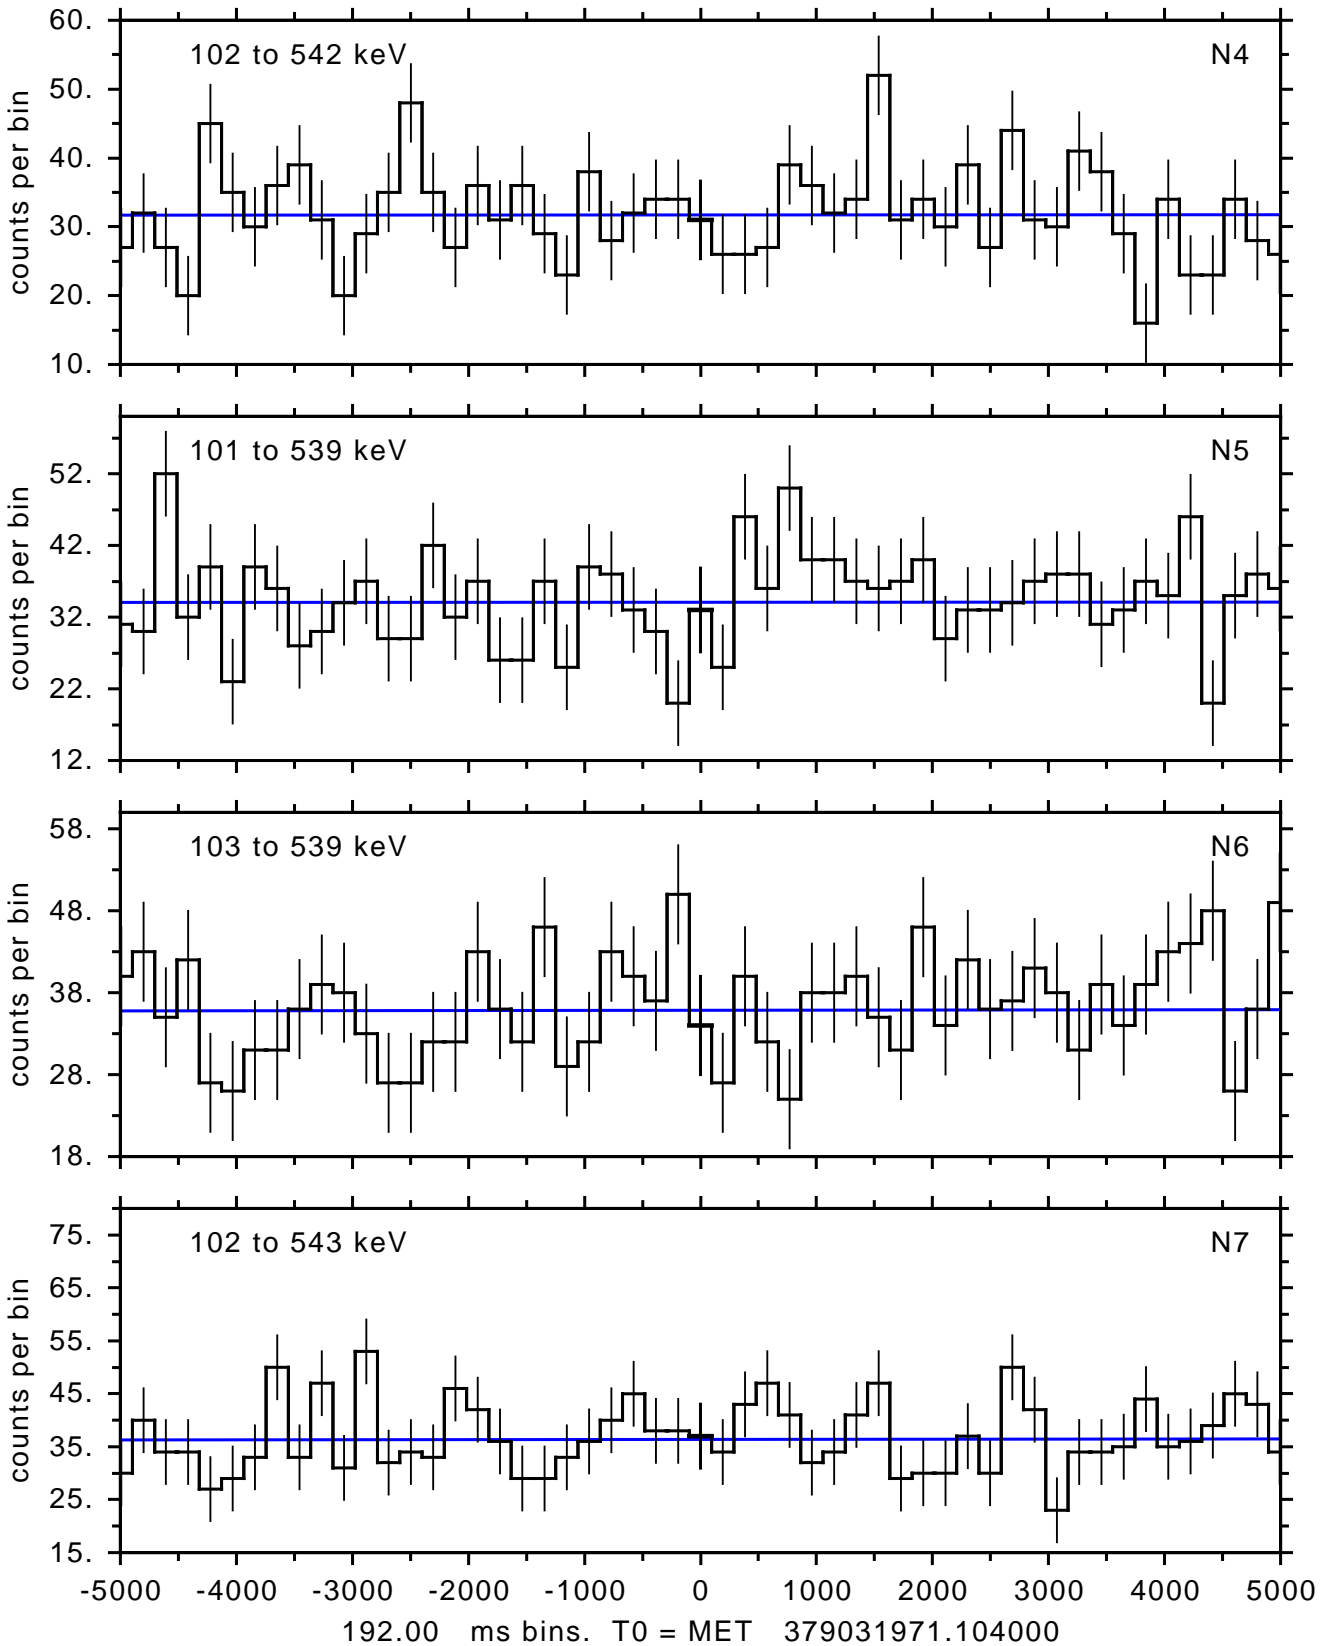 60.
102 to 542 keV N4
50.
40.
30.
20.
10.
counts per bin
101 to 539 keV N5
52.
42.
32.
22.
12.
counts per bin
58.
103 to 539 keV N6
48.
38.
28.
18.
counts per bin
75.
102 to 543 keV N7
65.
55.
45.
35.
25.
15.
counts per bin
-5000 -4000 -3000 -2000 -1000 0 1000 2000 3000 4000 5000
192.00 ms bins. T0 = MET 379031971.104000